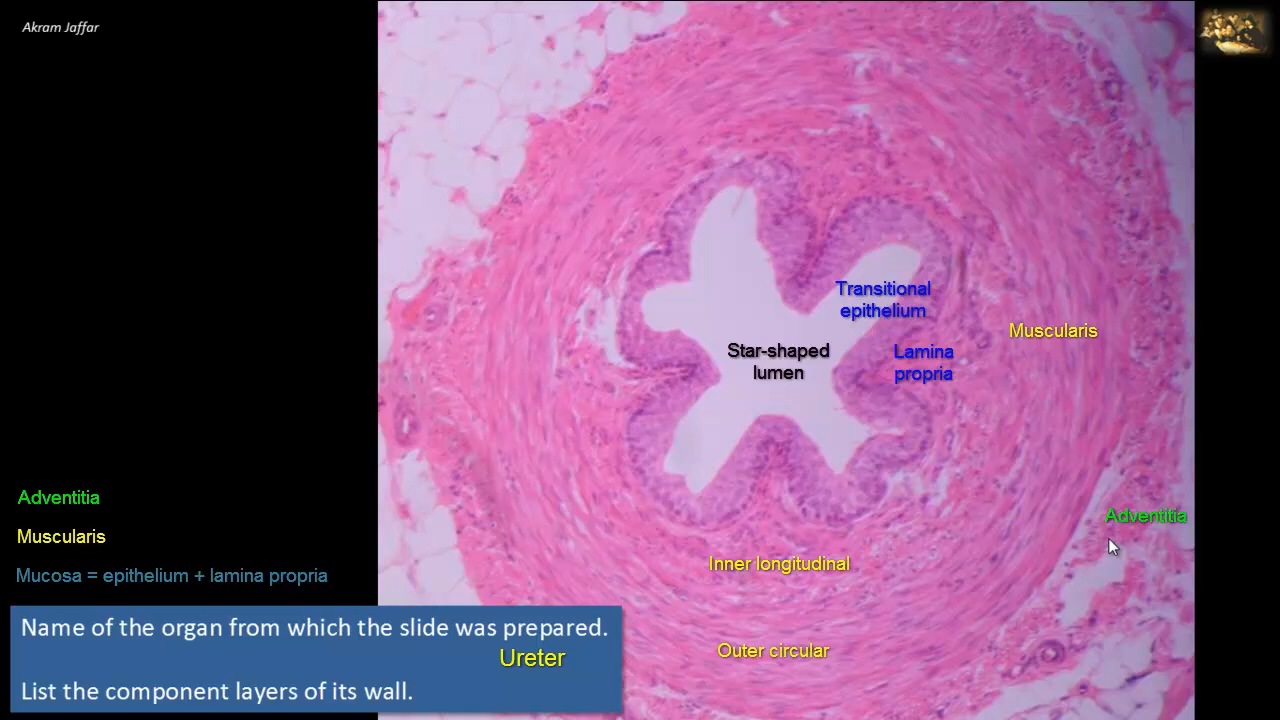 Akram Jaffar
Transitional
epithelium
Muscularis
Star-shaped
lumen
Lamina
propria
Adventitia
Adventitia
Muscularis
Inner longitudinal
Mucosa = epithelium + lamina propria
Name of the organ from which the slide was prepared.
Ureter
Outer circular
List the component layers of its wall.